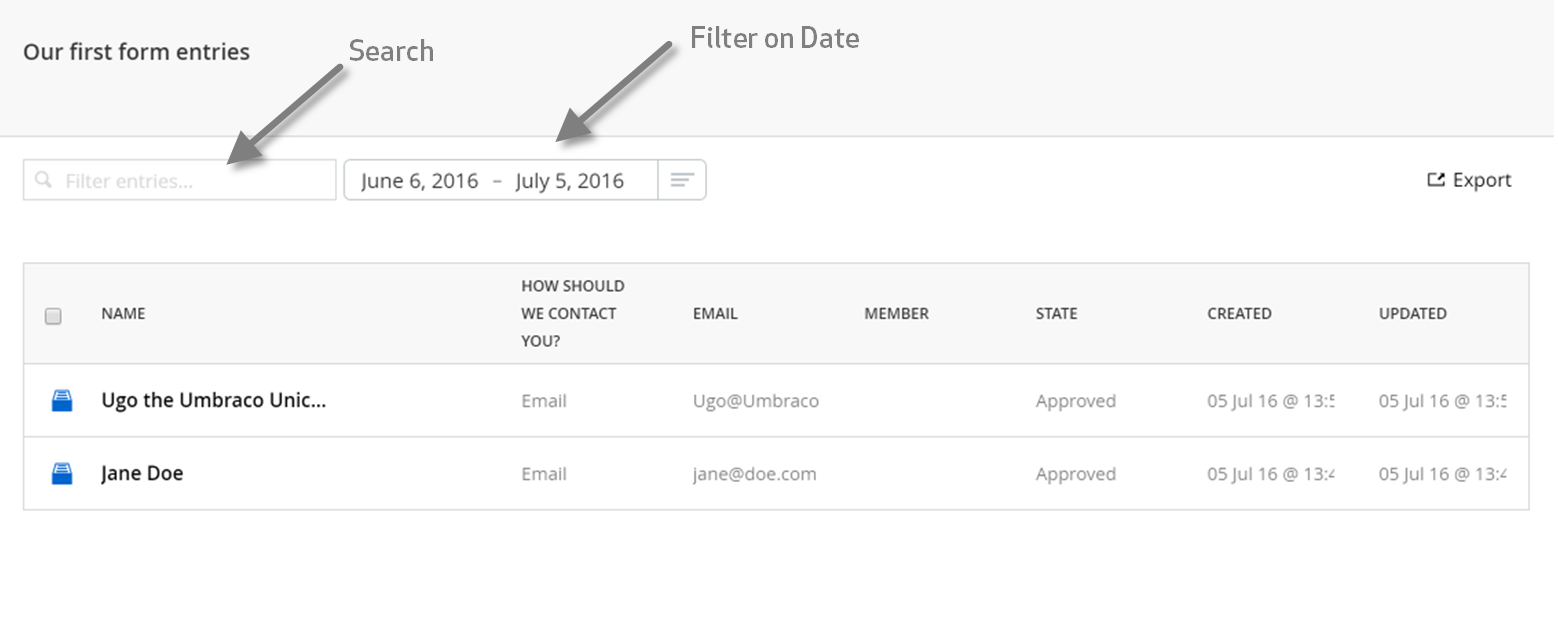 Our first form entries
Search
Filter on Date
Filter entries...
June 6, 2016 – July 5, 2016
Export
NAME
HOW SHOULD
WE CONTACT
YOU?
EMAIL
MEMBER
STATE
CREATED
UPDATED
Ugo the Umbraco Unic... Email Ugo@Umbraco Approved 05 Jul 16 @ 13:5 05 Jul 16 @ 13:5
Jane Doe Email jane@doe.com Approved 05 Jul 16 @ 13:4 05 Jul 16 @ 13:4